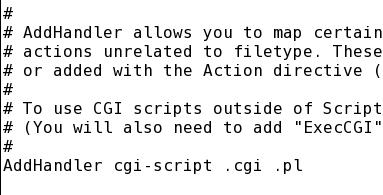 #
# AddHandler allows you to map certain
# actions unrelated to filetype. These
# or added with the Action directive (
#
# To use CGI scripts outside of Script
# (You will also need to add "ExecCGI"
#
AddHandler cgi-script .cgi .pl